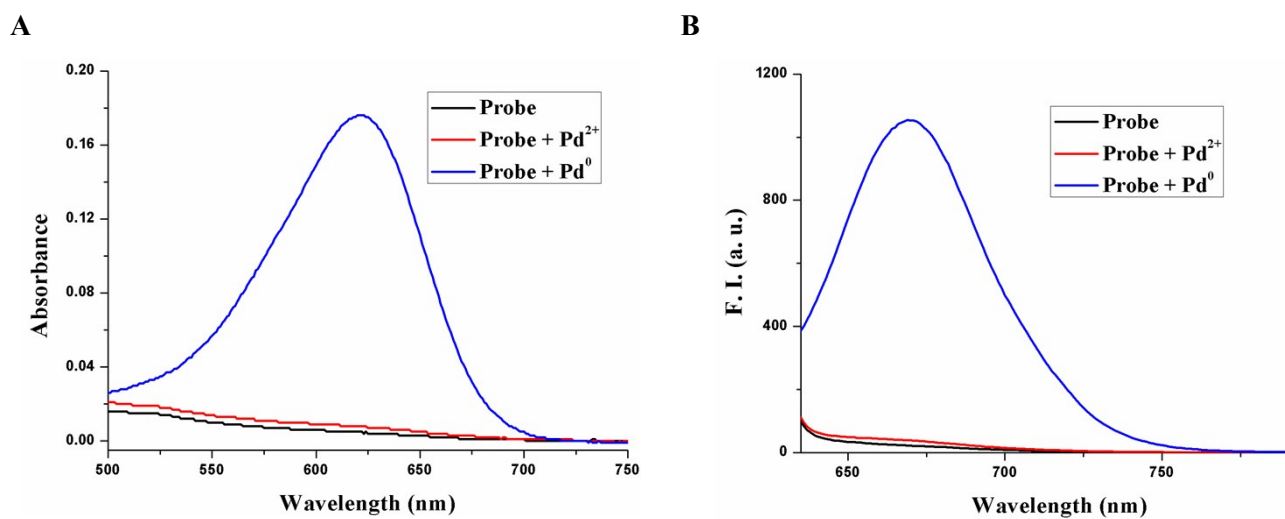 A
Absorbance
0.20
0.16
0.12
0.08
0.04
0.00
Probe
Probe + Pd²⁺
Probe + Pd⁰
500
550
600
650
700
750
Wavelength (nm)
B
F. I. (a. u.)
1200
800
400
0
Probe
Probe + Pd²⁺
Probe + Pd⁰
650
700
750
Wavelength (nm)